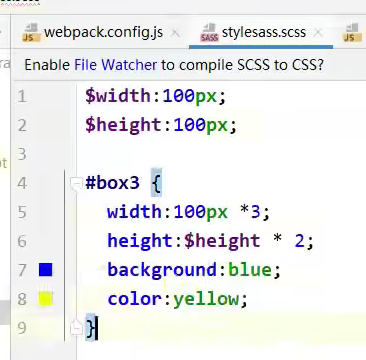 webpack.config.js stylesass.scss
Enable File Watcher to compile SCSS to CSS?
1 $width:100px;
2 $height:100px;
3
4 #box3 {
5 width:100px *3;
6 height:$height * 2;
7 background:blue;
8 color:yellow;
9 }